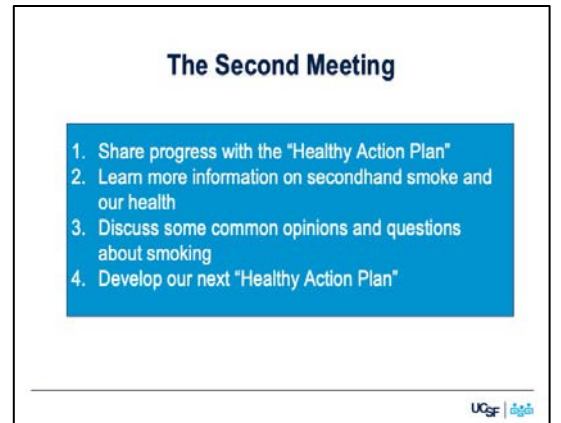 The Second Meeting
1. Share progress with the “Healthy Action Plan”
2. Learn more information on secondhand smoke and
our health
3. Discuss some common opinions and questions
about smoking
4. Develop our next “Healthy Action Plan”
UCSF